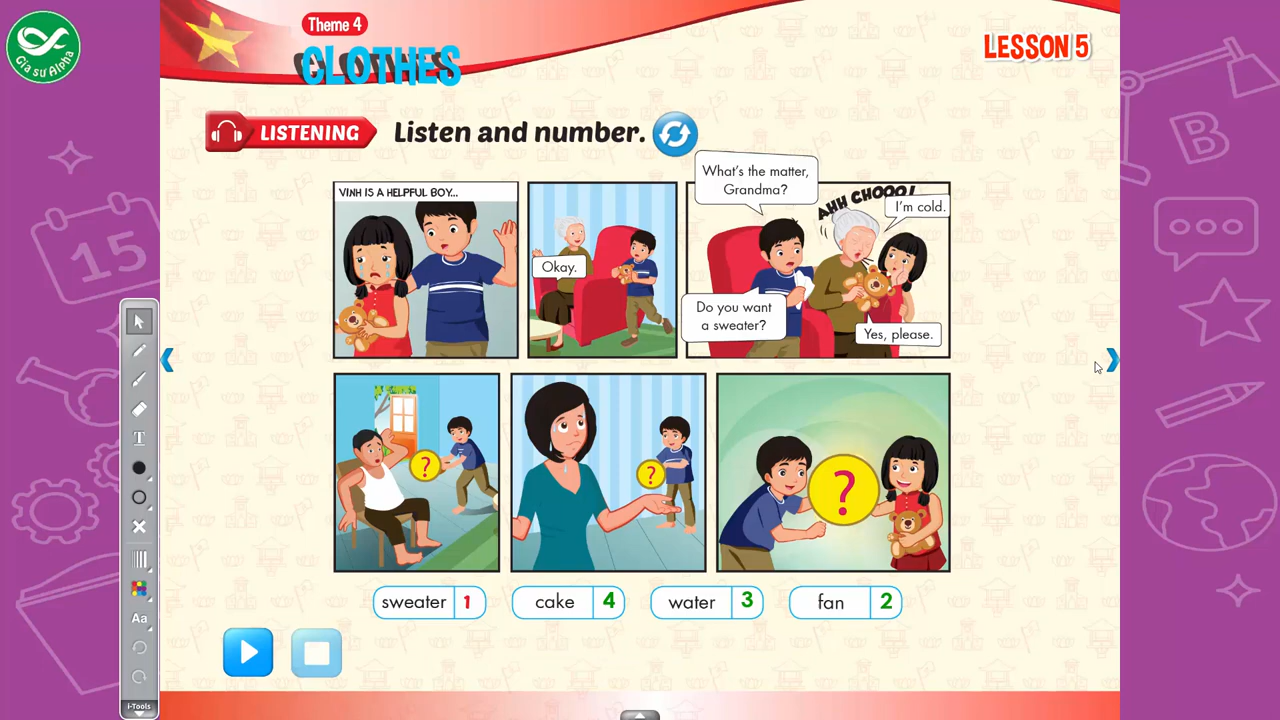 Gia sư Alpha
Theme 4
CLOTHES
LESSON 5
LISTENING
Listen and number.
VINH IS A HELPFUL BOY...
Okay.
What's the matter,
Grandma?
AHH CHOOO!
I'm cold.
Do you want
a sweater?
Yes, please.
?
?
?
sweater 1
cake 4
water 3
fan 2
15
B
T
Aa
i-Tools